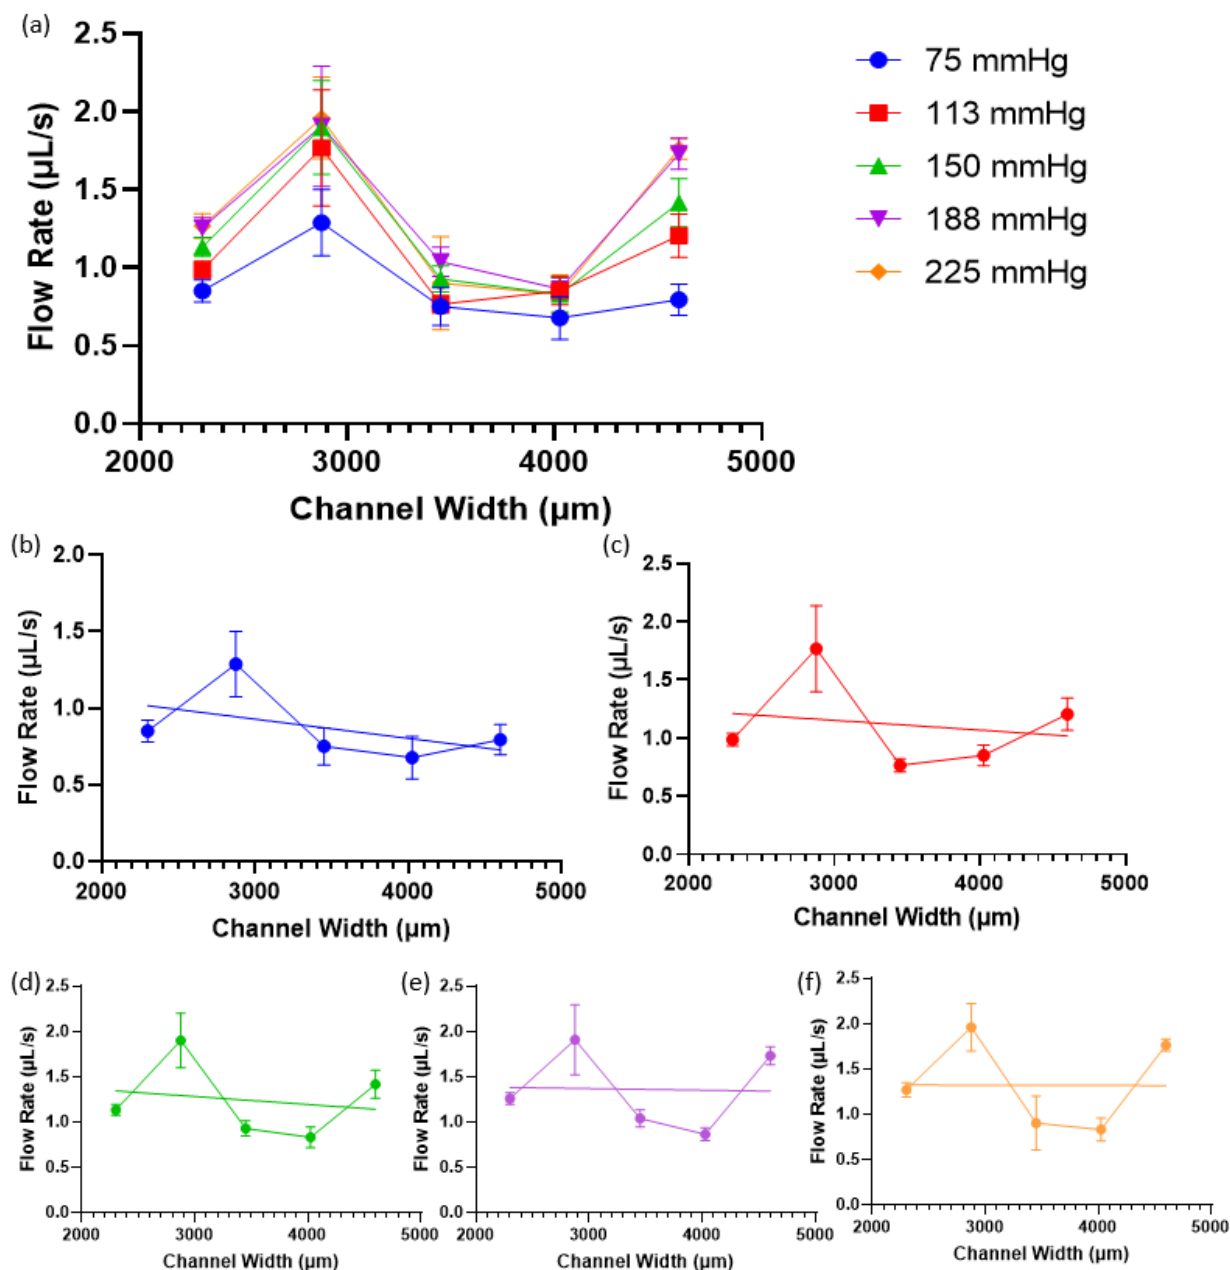 (a)
2.5
2.0
1.5
1.0
0.5
0.0
Flow Rate (µL/s)
2000 3000 4000 5000
Channel Width (µm)
75 mmHg
113 mmHg
150 mmHg
188 mmHg
225 mmHg
(b)
2.0
1.5
1.0
0.5
0.0
Flow Rate (µL/s)
2000 3000 4000 5000
Channel Width (µm)
(c)
2.5
2.0
1.5
1.0
0.5
0.0
Flow Rate (µL/s)
2000 3000 4000 5000
Channel Width (µm)
(d)
2.5
2.0
1.5
1.0
0.5
0.0
Flow Rate (µL/s)
2000 3000 4000 5000
Channel Width (µm)
(e)
2.5
2.0
1.5
1.0
0.5
0.0
Flow Rate (µL/s)
2000 3000 4000 5000
Channel Width (µm)
(f)
2.5
2.0
1.5
1.0
0.5
0.0
Flow Rate (µL/s)
2000 3000 4000 5000
Channel Width (µm)